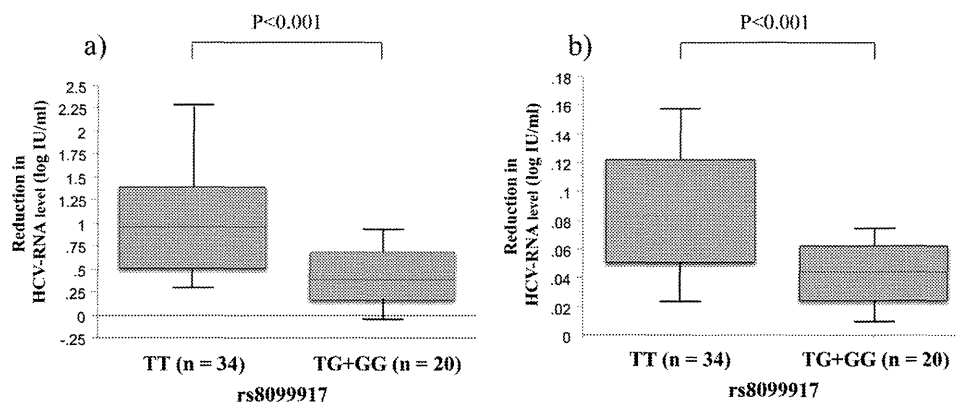 a)
P<0.001
Reduction in
HCV-RNA level (log IU/ml)
2.5
2.25
2
1.75
1.5
1.25
1
.75
.5
.25
0
-.25
TT (n = 34)
TG+GG (n = 20)
rs8099917
b)
P<0.001
Reduction in
HCV-RNA level (log IU/ml)
.18
.16
.14
.12
.1
.08
.06
.04
.02
0
TT (n = 34)
TG+GG (n = 20)
rs8099917